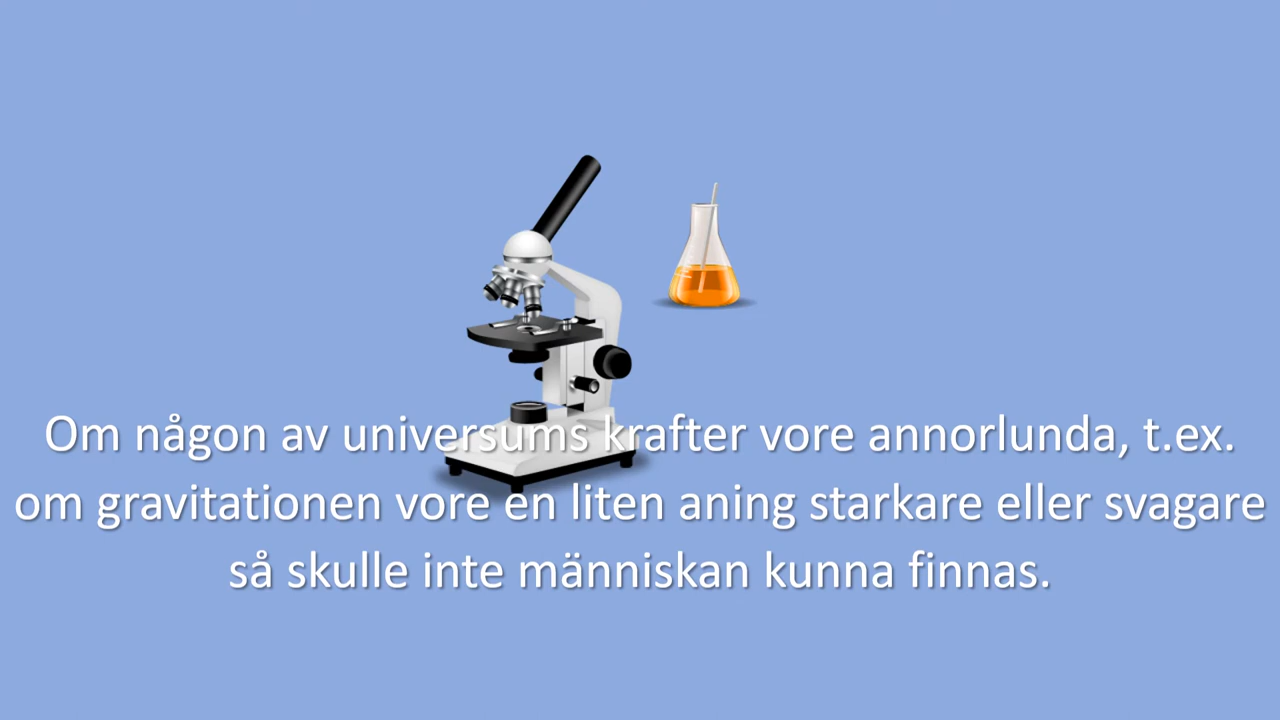 Om någon av universums krafter vore annorlunda, t.ex.
om gravitationen vore en liten aning starkare eller svagare
så skulle inte människan kunna finnas.